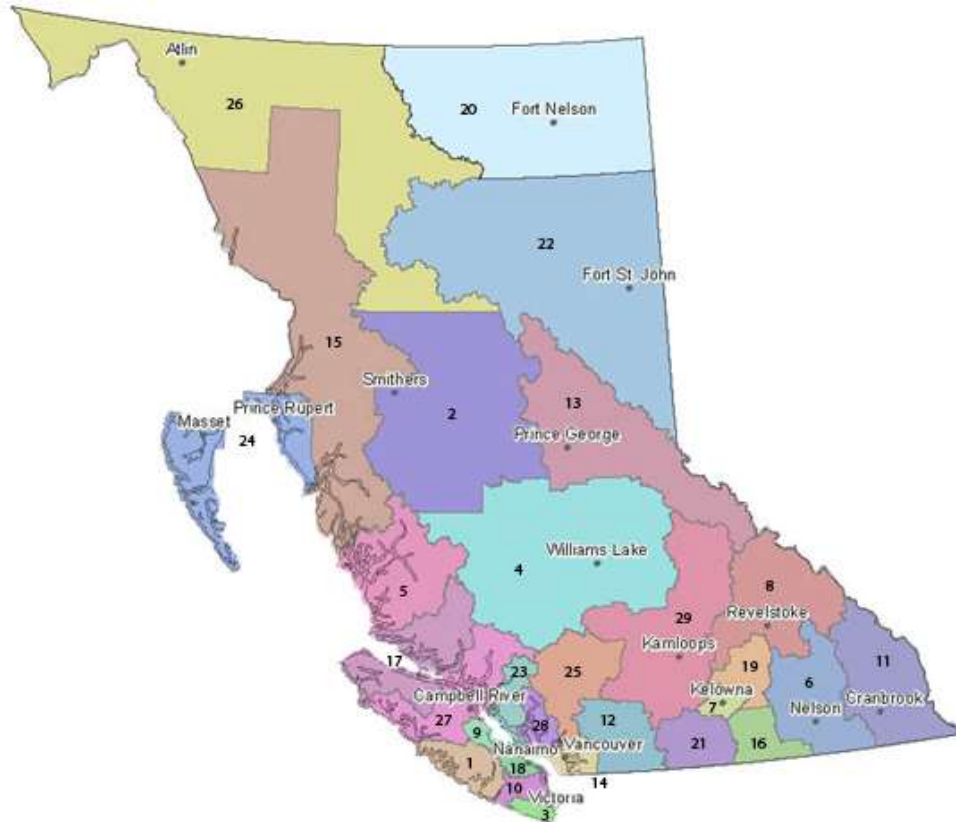 Atlin
26
20
Fort Nelson
22
Fort St. John
15
Smithers
2
13
Prince Rupert
Masset
24
Prince George
Williams Lake
4
5
8
Revelstoke
29
17
Kamloops
11
23
25
19
6
Kelowna
7
Cranbrook
Campbell River
27
28
12
Nelson
9
Nanaimo
Vancouver
21
16
1
18
14
10
Victoria
3